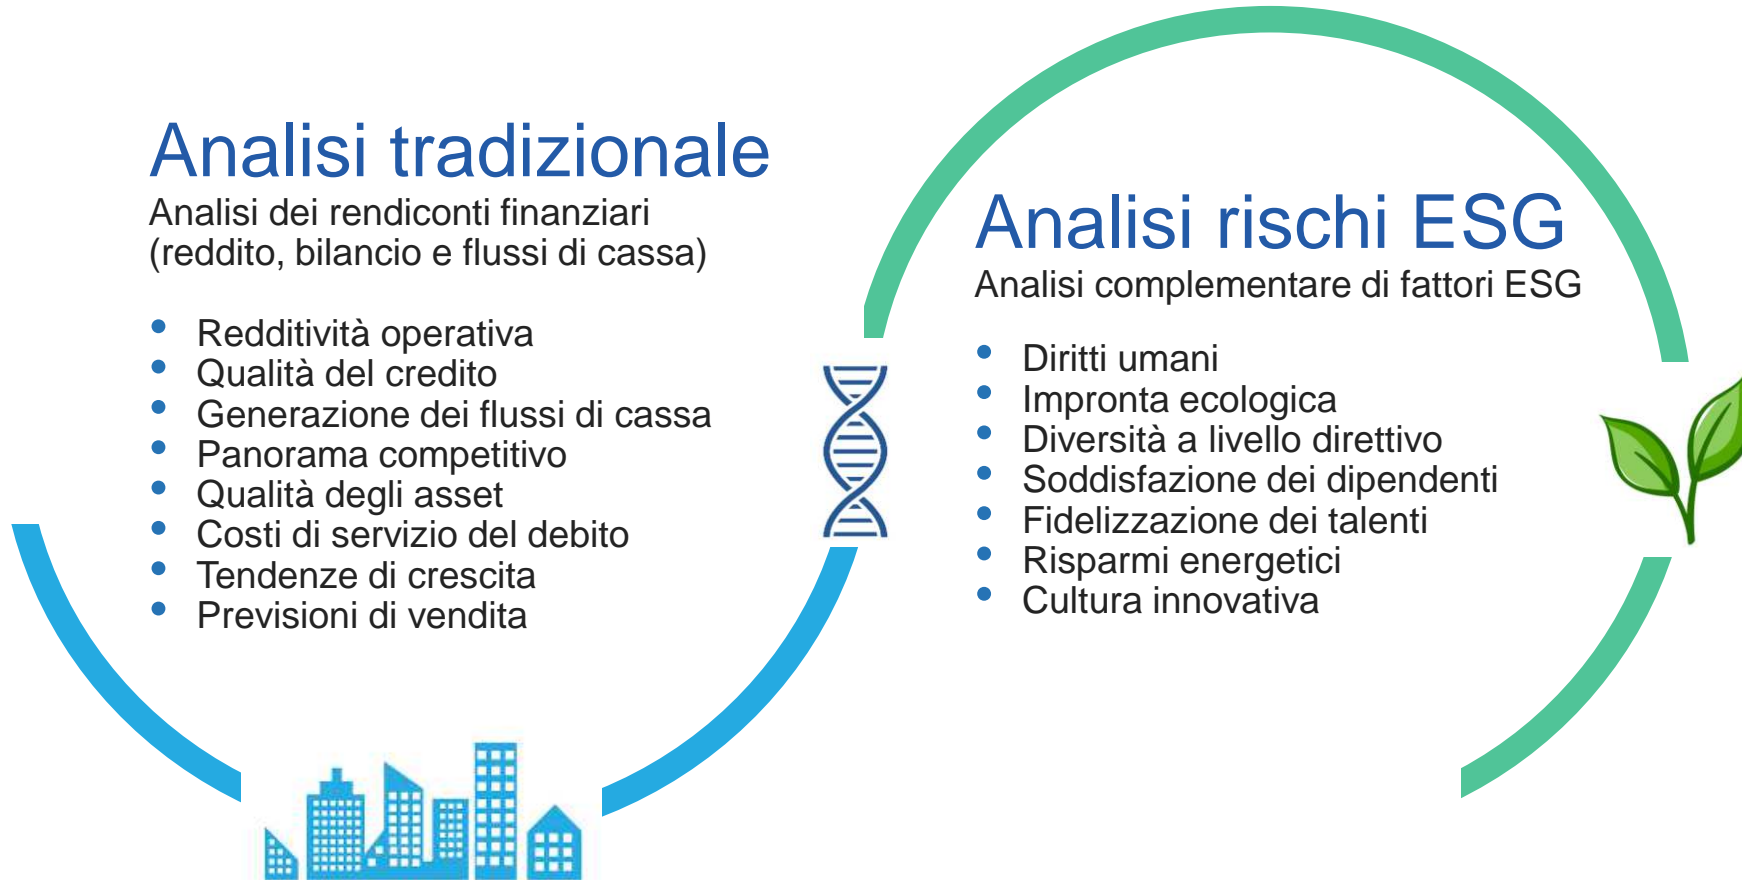 Analisi tradizionale
Analisi dei rendiconti finanziari
(reddito, bilancio e flussi di cassa)
• Redditività operativa
• Qualità del credito
• Generazione dei flussi di cassa
• Panorama competitivo
• Qualità degli asset
• Costi di servizio del debito
• Tendenze di crescita
• Previsioni di vendita
Analisi rischi ESG
Analisi complementare di fattori ESG
• Diritti umani
• Impronta ecologica
• Diversità a livello direttivo
• Soddisfazione dei dipendenti
• Fidelizzazione dei talenti
• Risparmi energetici
• Cultura innovativa